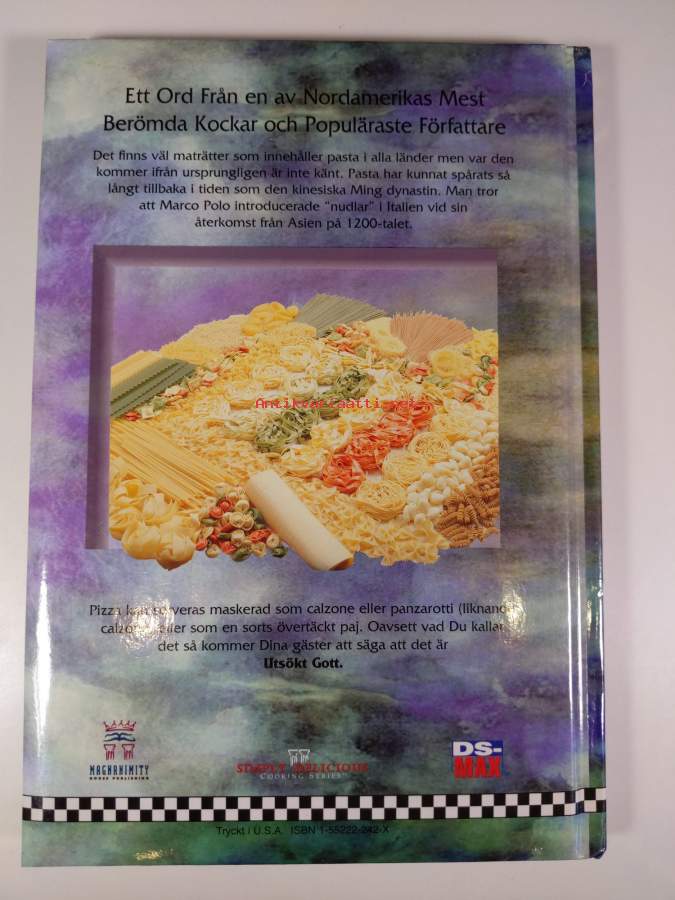 Ett Ord Från en av Nordamerikas Mest
Berömda Kockar och Populäraste Författare
Det finns väl maträtter som innehåller pasta i alla länder men var den
kommer ifrån ursprungligen är inte känt. Pasta har kunnat spårats så
långt tillbaka i tiden som den kinesiska Ming dynastin. Man tror
att Marco Polo introducerade "nudlar" i Italien vid sin
återkomst från Asien på 1200-talet.
Antikvariaatti.net
Pizza kan serveras maskerad som calzone eller panzarotti (liknande
calzone) eller som en sorts övertäckt paj. Oavsett vad Du kallar
det så kommer Dina gäster att säga att det är
Utsökt Gott.
MAGNANIMITY
HOUSE PUBLISHING
SIMPLY DELICIOUS
COOKING SERIES
DS-
MAX
Tryckt i U.S.A. ISBN 1-55222-242-X